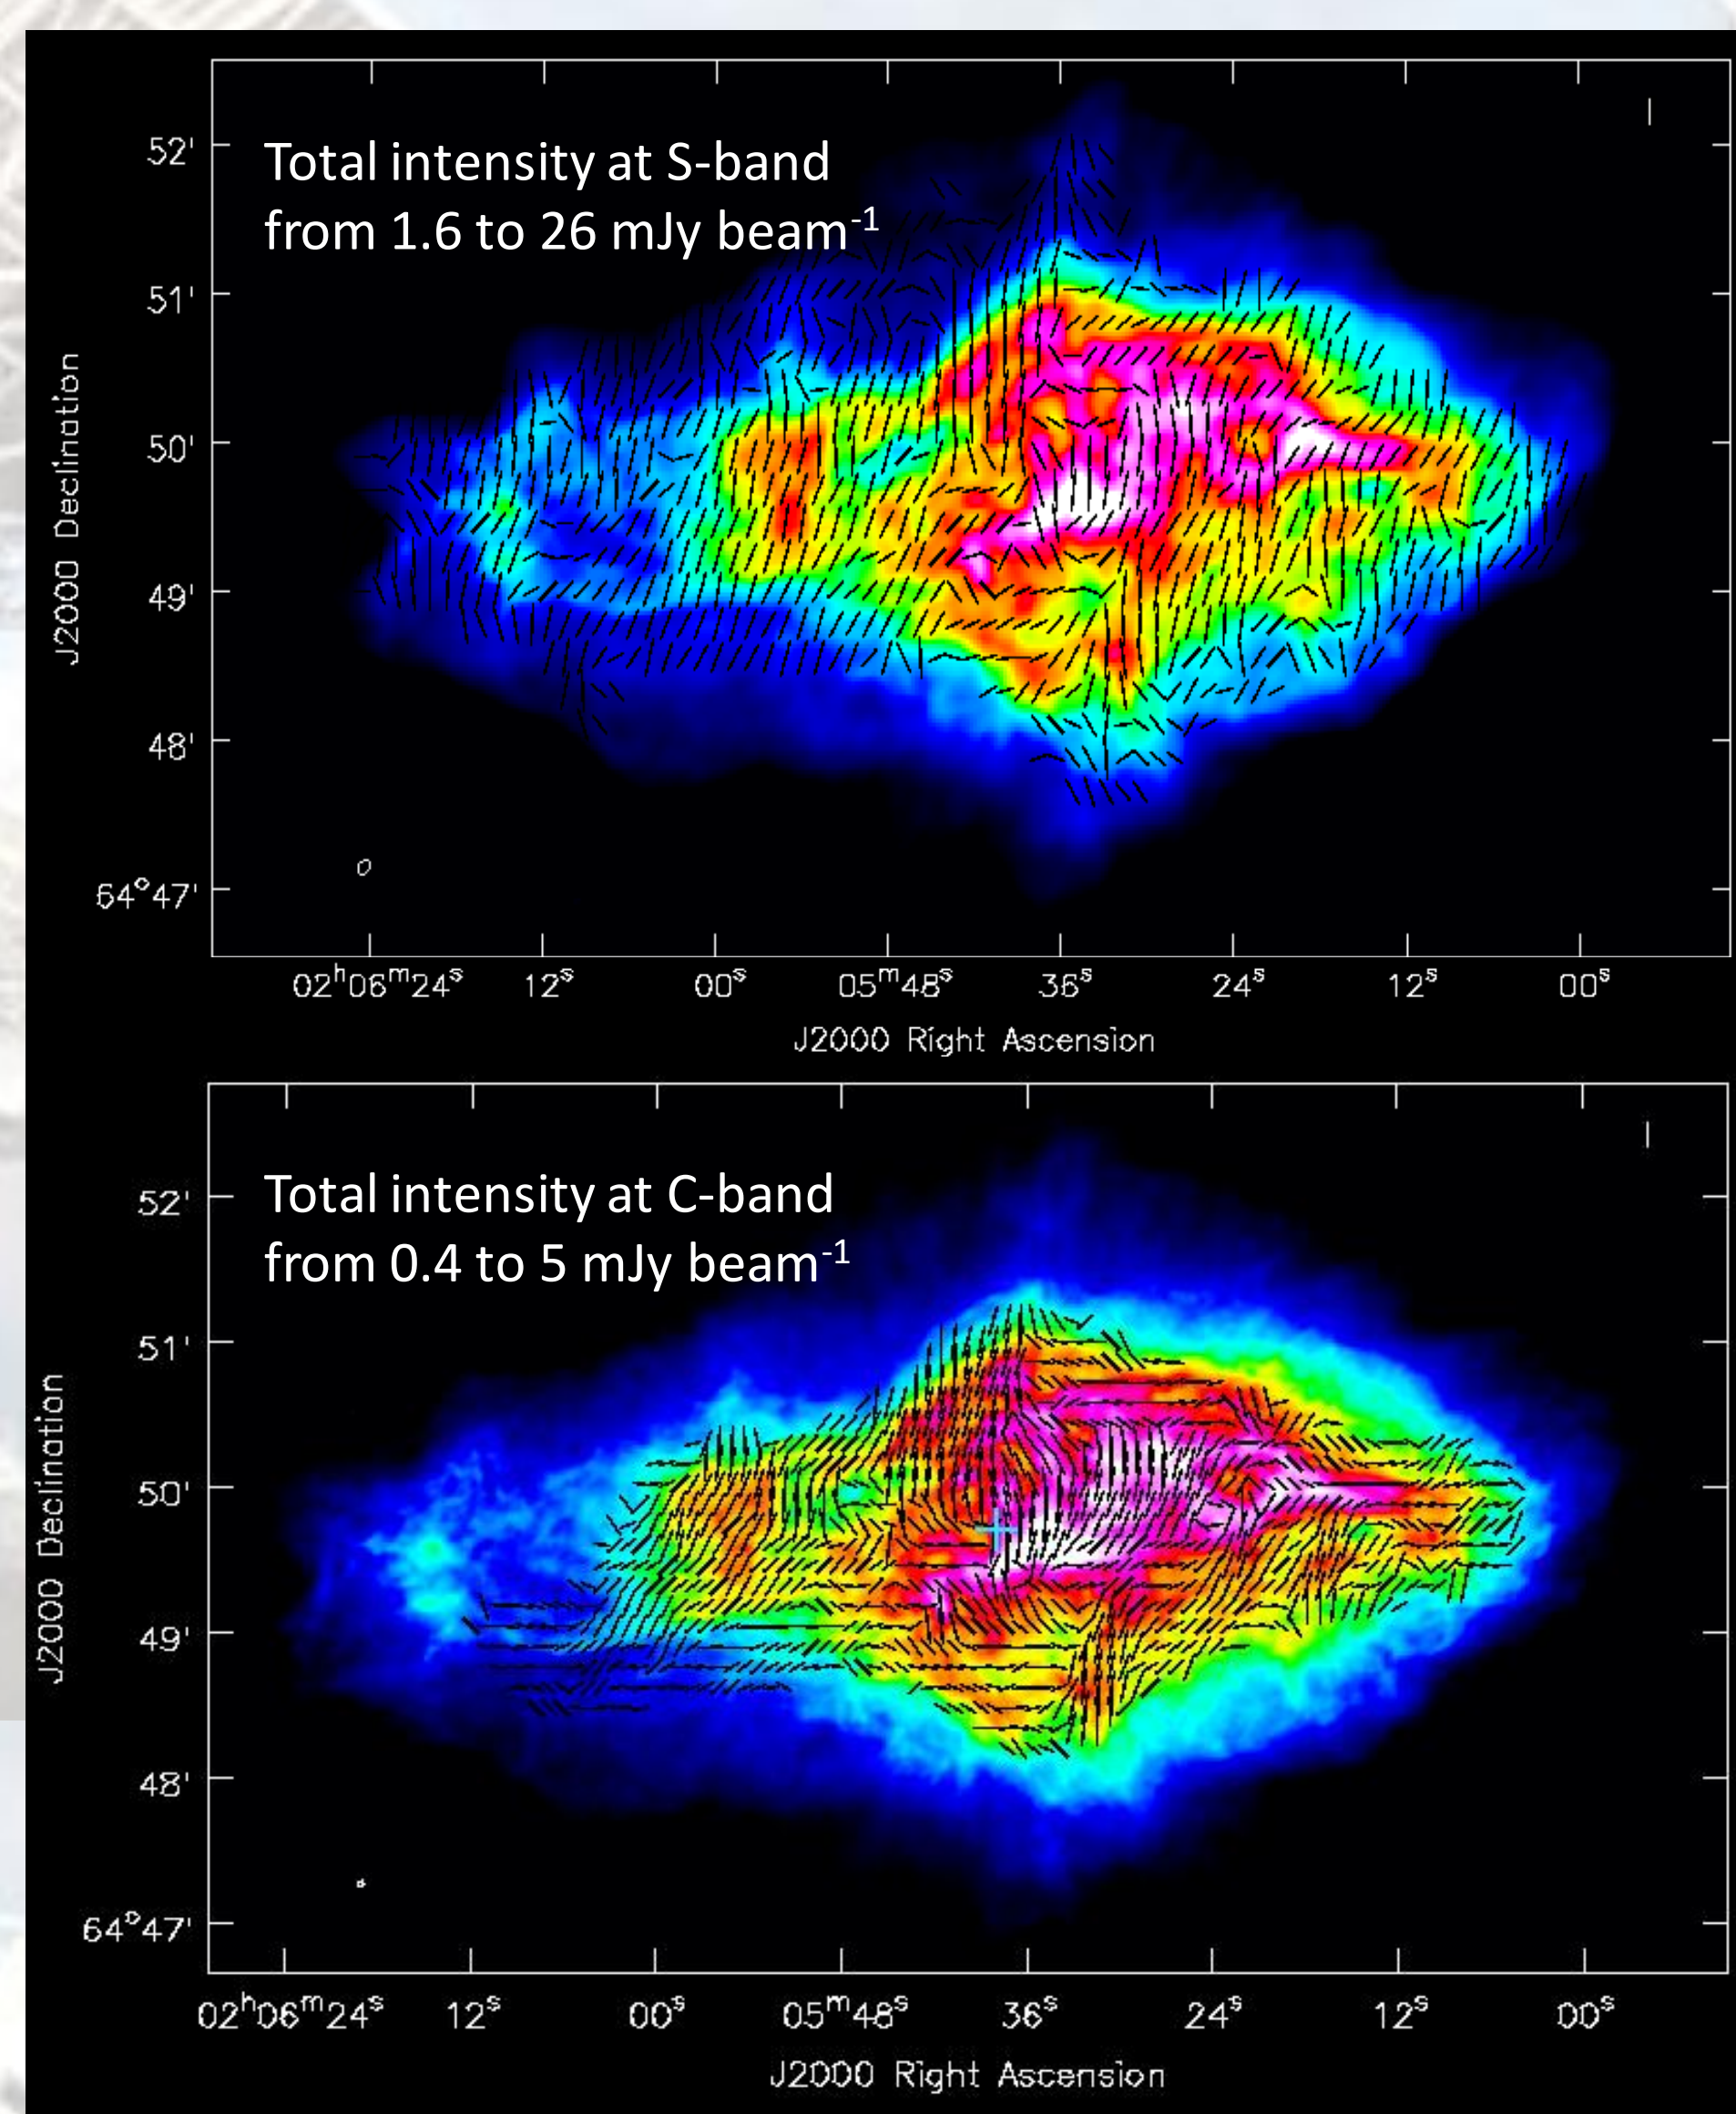 Total intensity at S-band
from 1.6 to 26 mJy beam⁻¹
52'
51'
50'
49'
48'
64°47'
J2000 Declination
02ʰ06ᵐ24ˢ 12ˢ 00ˢ 05ᵐ48ˢ 36ˢ 24ˢ 12ˢ 00ˢ
J2000 Right Ascension
Total intensity at C-band
from 0.4 to 5 mJy beam⁻¹
52'
51'
50'
49'
48'
64°47'
J2000 Declination
02ʰ06ᵐ24ˢ 12ˢ 00ˢ 05ᵐ48ˢ 36ˢ 24ˢ 12ˢ 00ˢ
J2000 Right Ascension